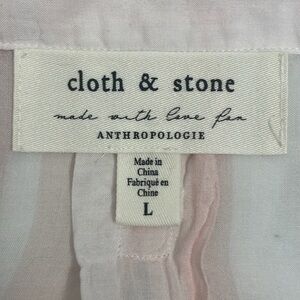 cloth & stone
made with love for
ANTHROPOLOGIE
Made in
China
Fabriqué en
Chine
L